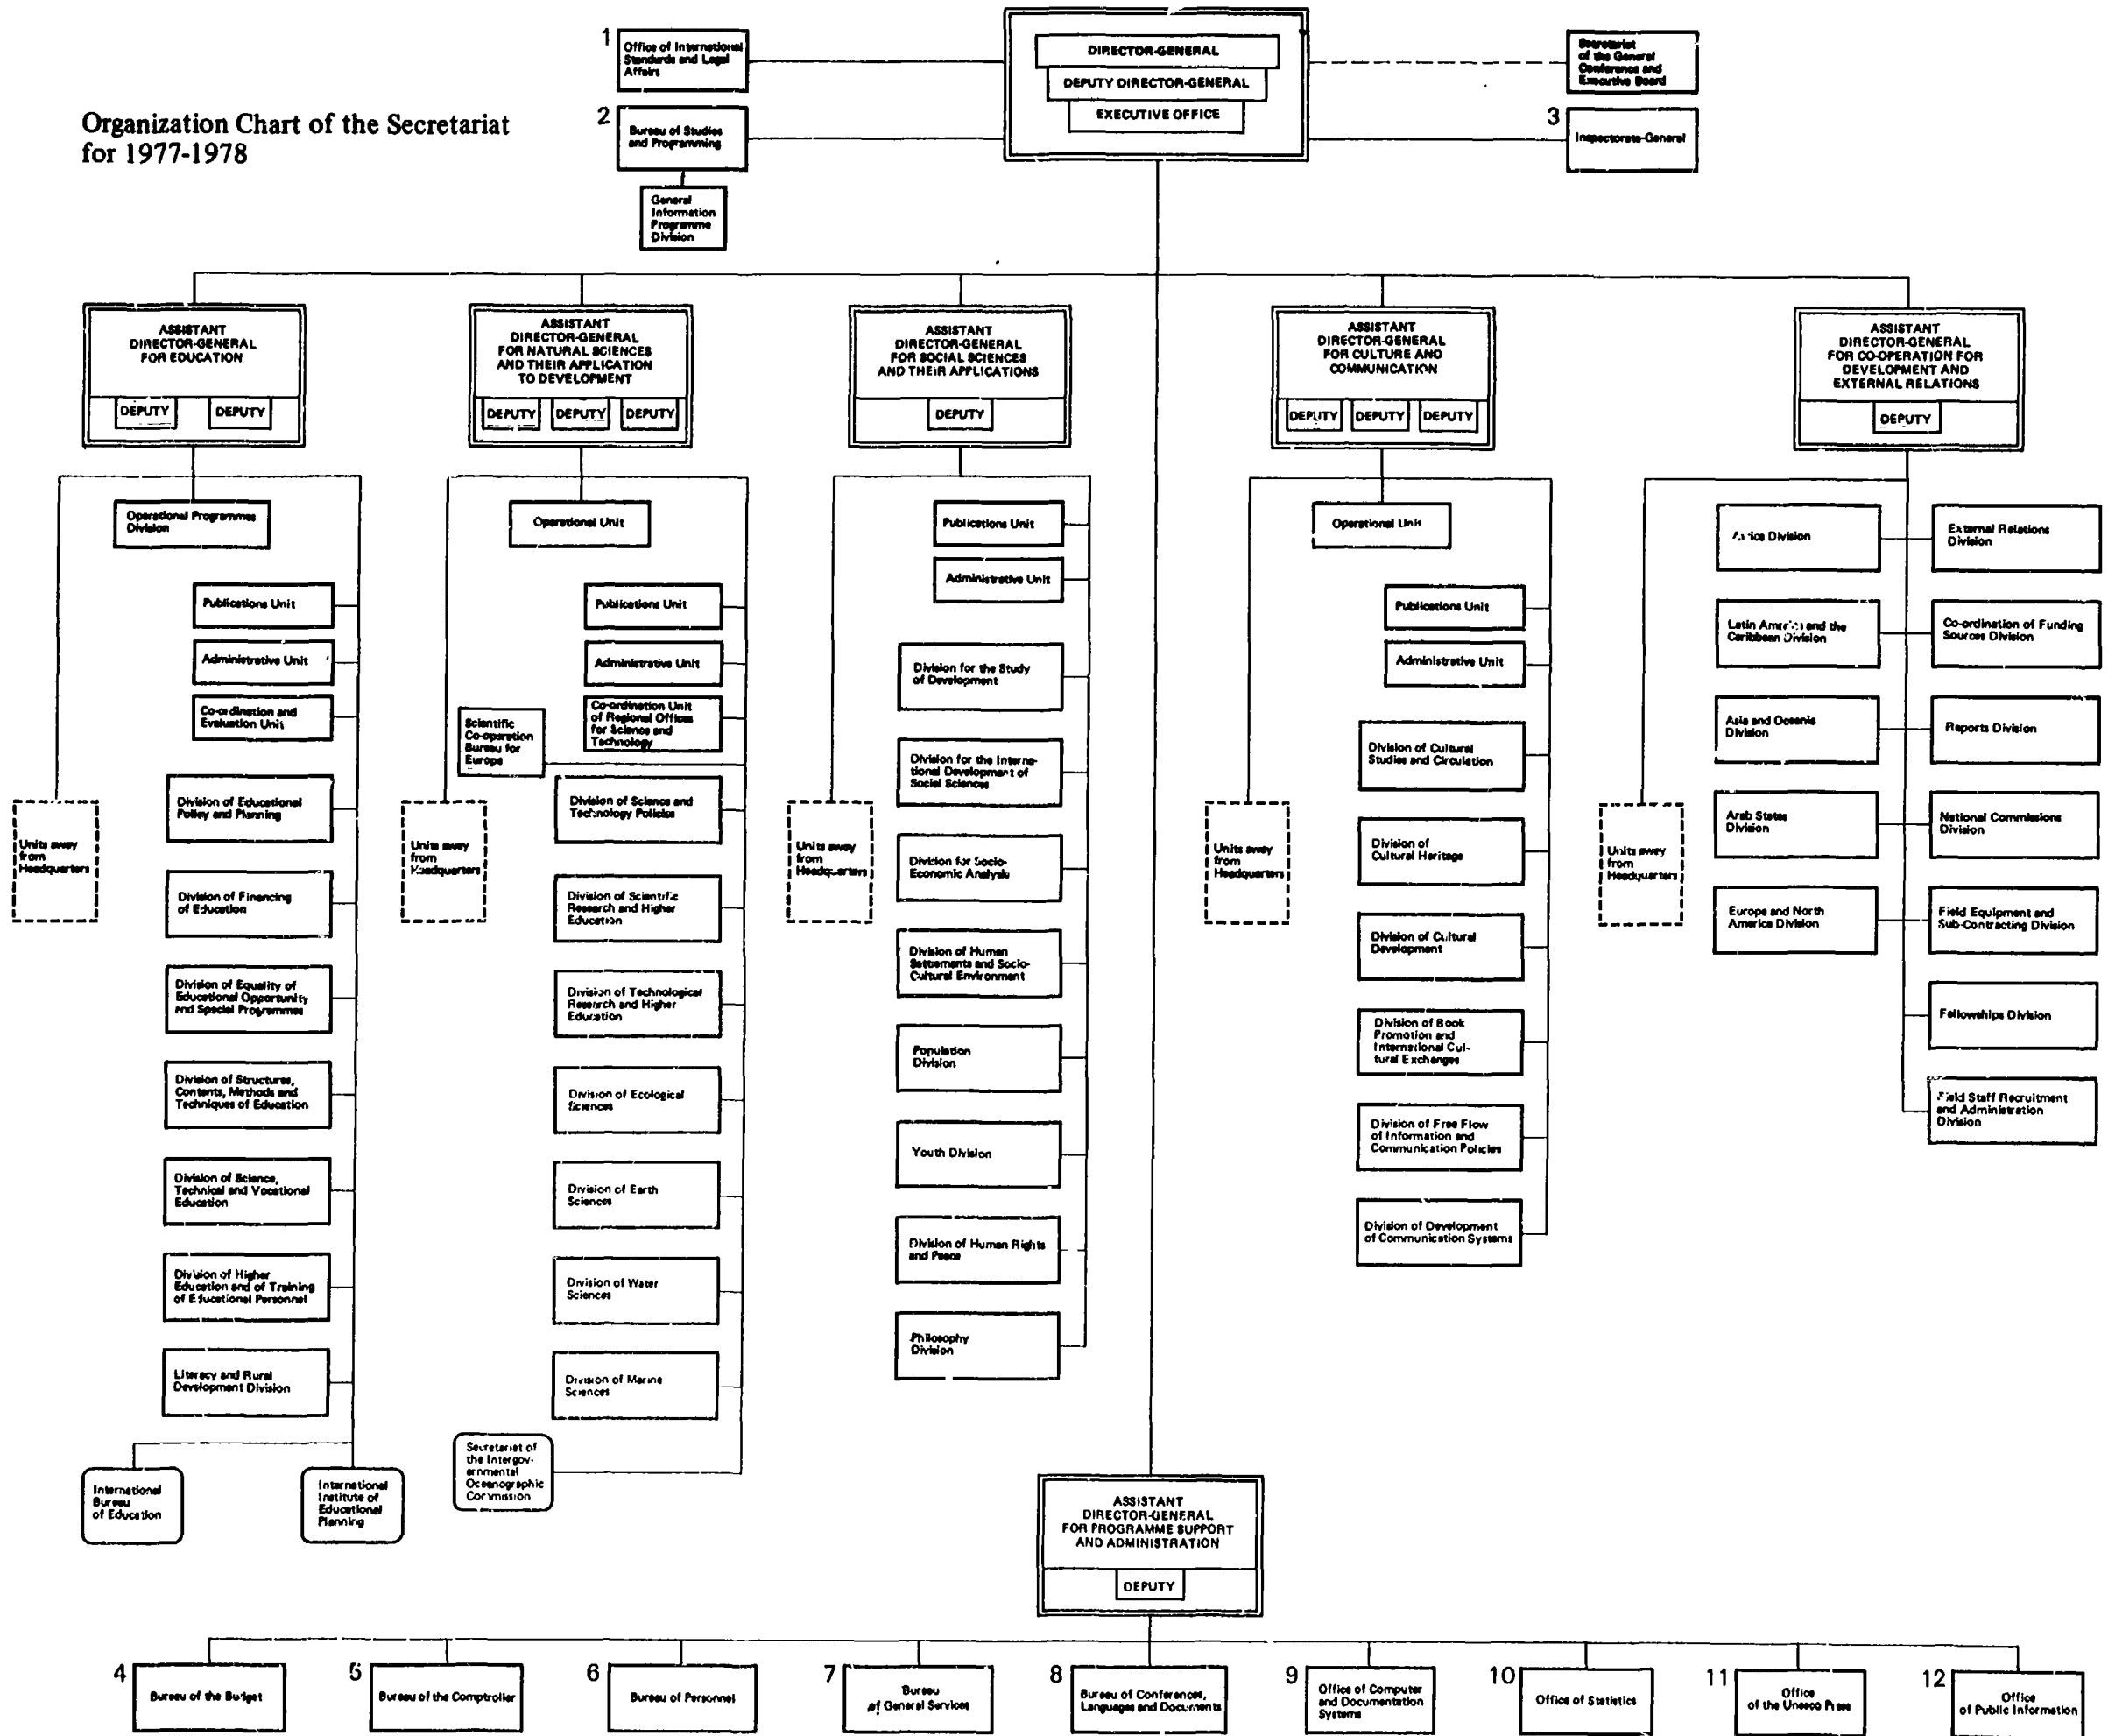 Organization Chart of the Secretariat
for 1977-1978
1
Office of International
Standards and Legal
Affairs
2
Bureau of Studies
and Programming
General
Information
Programme
Division
DIRECTOR-GENERAL
DEPUTY DIRECTOR-GENERAL
EXECUTIVE OFFICE
Secretariat
of the General
Conference and
Executive Board
3
Inspectorate-General
ASSISTANT
DIRECTOR-GENERAL
FOR EDUCATION
DEPUTY
DEPUTY
Operational Programmes
Division
Publications Unit
Administrative Unit
Co-ordination and
Evaluation Unit
Division of Educational
Policy and Planning
Units away
from
Headquarters
Division of Financing
of Education
Division of Equality of
Educational Opportunity
and Special Programmes
Division of Structures,
Contents, Methods and
Techniques of Education
Division of Science,
Technical and Vocational
Education
Division of Higher
Education and of Training
of Educational Personnel
Literacy and Rural
Development Division
International
Bureau
of Education
International
Institute of
Educational
Planning
ASSISTANT
DIRECTOR-GENERAL
FOR NATURAL SCIENCES
AND THEIR APPLICATION
TO DEVELOPMENT
DEPUTY
DEPUTY
DEPUTY
Operational Unit
Publications Unit
Administrative Unit
Co-ordination Unit
of Regional Offices
for Science and
Technology
Scientific
Co-operation
Bureau for
Europe
Division of Science and
Technology Policies
Units away
from
Headquarters
Division of Scientific
Research and Higher
Education
Division of Technological
Research and Higher
Education
Division of Ecological
Sciences
Division of Earth
Sciences
Division of Water
Sciences
Division of Marine
Sciences
Secretariat of
the Intergov-
ernmental
Oceanographic
Commission
ASSISTANT
DIRECTOR-GENERAL
FOR SOCIAL SCIENCES
AND THEIR APPLICATIONS
DEPUTY
Publications Unit
Administrative Unit
Division for the Study
of Development
Division for the Interna-
tional Development of
Social Sciences
Units away
from
Headquarters
Division for Socio-
Economic Analysis
Division of Human
Settlements and Socio-
Cultural Environment
Population
Division
Youth Division
Division of Human Rights
and Peace
Philosophy
Division
ASSISTANT
DIRECTOR-GENERAL
FOR CULTURE AND
COMMUNICATION
DEPUTY
DEPUTY
DEPUTY
Operational Unit
Publications Unit
Administrative Unit
Division of Cultural
Studies and Circulation
Units away
from
Headquarters
Division of
Cultural Heritage
Division of Cultural
Development
Division of Book
Promotion and
International Cul-
tural Exchanges
Division of Free Flow
of Information and
Communication Policies
Division of Development
of Communication Systems
ASSISTANT
DIRECTOR-GENERAL
FOR CO-OPERATION FOR
DEVELOPMENT AND
EXTERNAL RELATIONS
DEPUTY
Africa Division
External Relations
Division
Latin America and the
Caribbean Division
Co-ordination of Funding
Sources Division
Asia and Oceania
Division
Reports Division
Units away
from
Headquarters
Arab States
Division
National Commissions
Division
Europe and North
America Division
Field Equipment and
Sub-Contracting Division
Fellowships Division
Field Staff Recruitment
and Administration
Division
ASSISTANT
DIRECTOR-GENERAL
FOR PROGRAMME SUPPORT
AND ADMINISTRATION
DEPUTY
4
Bureau of the Budget
5
Bureau of the Comptroller
6
Bureau of Personnel
7
Bureau
of General Services
8
Bureau of Conferences,
Languages and Documents
9
Office of Computer
and Documentation
Systems
10
Office of Statistics
11
Office
of the Unesco Press
12
Office
of Public Information